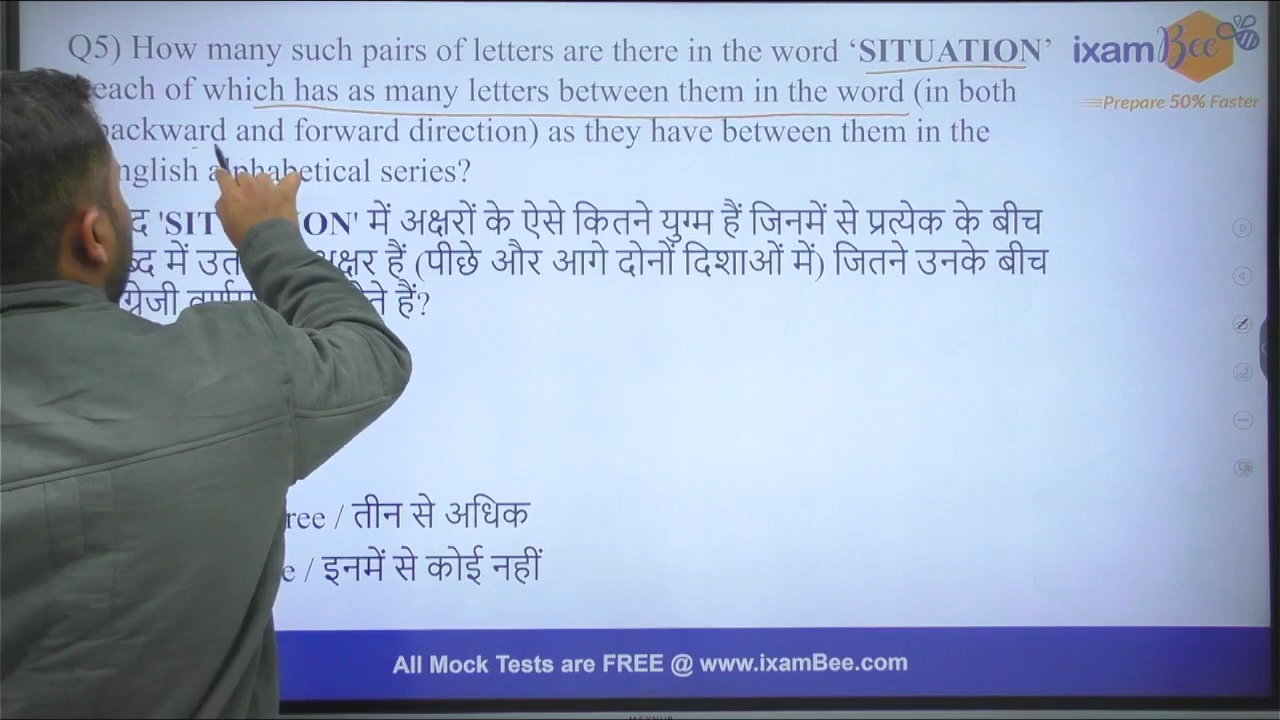 Q5) How many such pairs of letters are there in the word ‘SITUATION’
each of which has as many letters between them in the word (in both
backward and forward direction) as they have between them in the
alphabetical series?
'SIT ON' में अक्षरों के ऐसे कितने युग्म हैं जिनमें से प्रत्येक के बीच
में हैं (पीछे और आगे दोनों दिशाओं में) जितने उनके बीच
हैं?
/ तीन से अधिक
/ इनमें से कोई नहीं
ixamBee
Prepare 50% Faster
All Mock Tests are FREE @ www.ixamBee.com